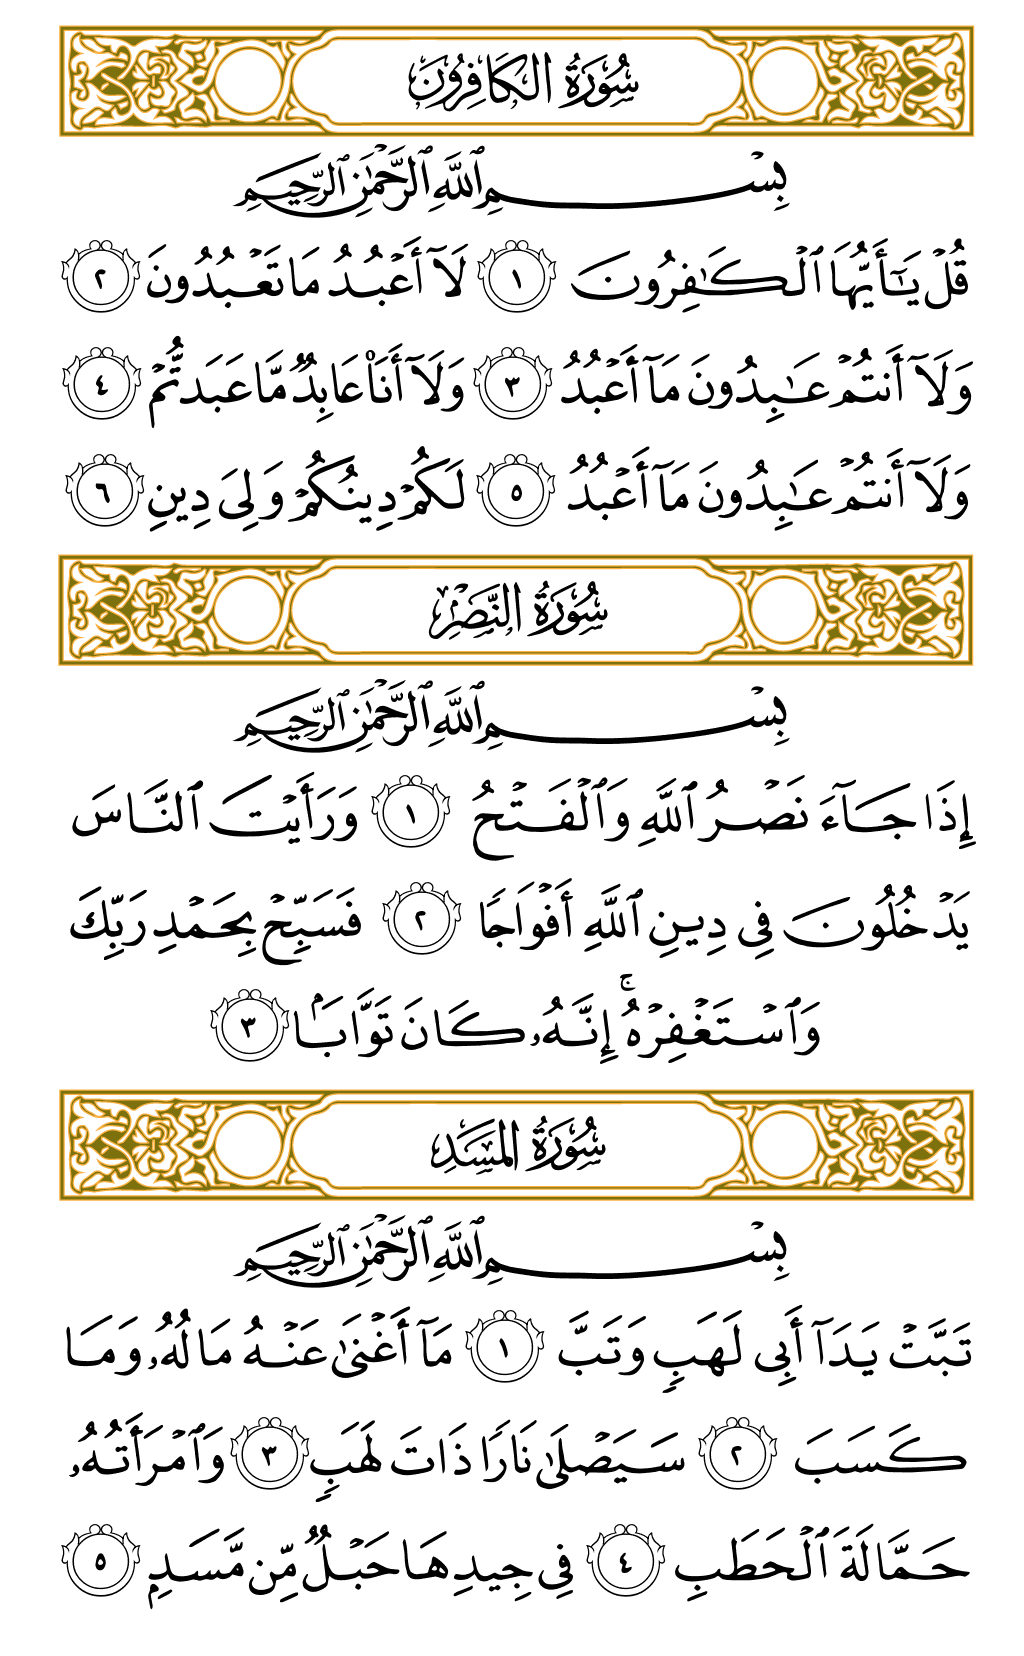 سُورَةُ الكَافِرُونَ
بِسْمِ ٱللَّهِ ٱلرَّحْمَٰنِ ٱلرَّحِيمِ
قُلْ يَـٰٓأَيُّهَا ٱلْكَـٰفِرُونَ ١ لَآ أَعْبُدُ مَا تَعْبُدُونَ ٢
وَلَآ أَنتُمْ عَـٰبِدُونَ مَآ أَعْبُدُ ٣ وَلَآ أَنَا۠ عَابِدٌ مَّا عَبَدتُّمْ ٤
وَلَآ أَنتُمْ عَـٰبِدُونَ مَآ أَعْبُدُ ٥ لَكُمْ دِينُكُمْ وَلِىَ دِينِ ٦
سُورَةُ النَّصْرِ
بِسْمِ ٱللَّهِ ٱلرَّحْمَٰنِ ٱلرَّحِيمِ
إِذَا جَآءَ نَصْرُ ٱللَّهِ وَٱلْفَتْحُ ١ وَرَأَيْتَ ٱلنَّاسَ
يَدْخُلُونَ فِى دِينِ ٱللَّهِ أَفْوَاجًا ٢ فَسَبِّحْ بِحَمْدِ رَبِّكَ
وَٱسْتَغْفِرْهُ ۚ إِنَّهُۥ كَانَ تَوَّابَۢا ٣
سُورَةُ المَسَدِ
بِسْمِ ٱللَّهِ ٱلرَّحْمَٰنِ ٱلرَّحِيمِ
تَبَّتْ يَدَآ أَبِى لَهَبٍ وَتَبَّ ١ مَآ أَغْنَىٰ عَنْهُ مَالُهُۥ وَمَا
كَسَبَ ٢ سَيَصْلَىٰ نَارًا ذَاتَ لَهَبٍ ٣ وَٱمْرَأَتُهُۥ
حَمَّالَةَ ٱلْحَطَبِ ٤ فِى جِيدِهَا حَبْلٌ مِّن مَّسَدٍۭ ٥